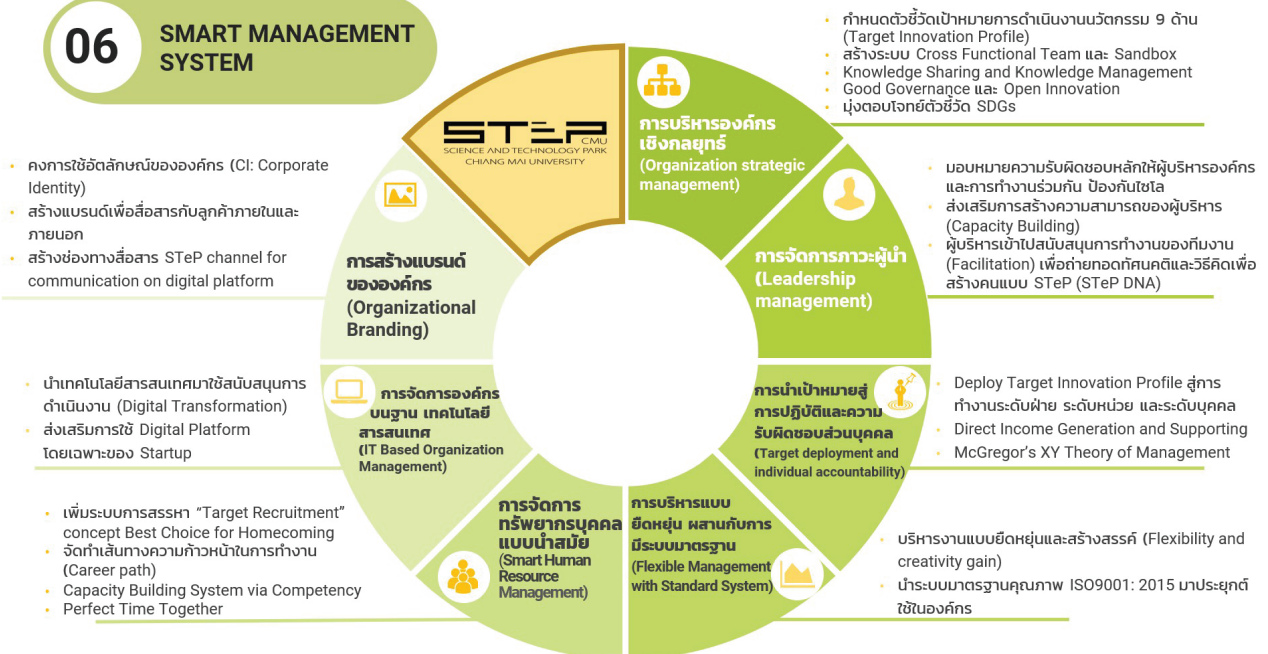 06
SMART MANAGEMENT
SYSTEM
STeP
CMU
SCIENCE AND TECHNOLOGY PARK
CHIANG MAI UNIVERSITY
การบริหารองค์กร
เชิงกลยุทธ์
(Organization strategic
management)
• กำหนดตัวชี้วัดเป้าหมายการดำเนินงานนวัตกรรม 9 ด้าน
(Target Innovation Profile)
• สร้างระบบ Cross Functional Team และ Sandbox
• Knowledge Sharing and Knowledge Management
• Good Governance และ Open Innovation
• มุ่งตอบโจทย์ตัวชี้วัด SDGs
การจัดการภาวะผู้นำ
(Leadership
management)
• มอบหมายความรับผิดชอบหลักให้ผู้บริหารองค์กร
และการทำงานร่วมกัน ป้องกันไซโล
• ส่งเสริมการสร้างความสามารถของผู้บริหาร
(Capacity Building)
• ผู้บริหารเข้าไปสนับสนุนการทำงานของทีมงาน
(Facilitation) เพื่อถ่ายทอดทัศนคติและวิธีคิดเพื่อ
สร้างคนแบบ STeP (STeP DNA)
การนำเป้าหมายสู่
การปฏิบัติและความ
รับผิดชอบส่วนบุคคล
(Target deployment and
individual accountability)
• Deploy Target Innovation Profile สู่การ
ทำงานระดับฝ่าย ระดับหน่วย และระดับบุคคล
• Direct Income Generation and Supporting
• McGregor's XY Theory of Management
การบริหารแบบ
ยืดหยุ่น ผสานกับการ
มีระบบมาตรฐาน
(Flexible Management
with Standard System)
• บริหารงานแบบยืดหยุ่นและสร้างสรรค์ (Flexibility and
creativity gain)
• นำระบบมาตรฐานคุณภาพ ISO9001: 2015 มาประยุกต์
ใช้ในองค์กร
การจัดการ
ทรัพยากรบุคคล
แบบนำสมัย
(Smart Human
Resource
Management)
• เพิ่มระบบการสรรหา “Target Recruitment”
concept Best Choice for Homecoming
• จัดทำเส้นทางความก้าวหน้าในการทำงาน
(Career path)
• Capacity Building System via Competency
• Perfect Time Together
การจัดการองค์กร
บนฐาน เทคโนโลยี
สารสนเทศ
(IT Based Organization
Management)
• นำเทคโนโลยีสารสนเทศมาใช้สนับสนุนการ
ดำเนินงาน (Digital Transformation)
• ส่งเสริมการใช้ Digital Platform
โดยเฉพาะของ Startup
การสร้างแบรนด์
ขององค์กร
(Organizational
Branding)
• คงการใช้อัตลักษณ์ขององค์กร (CI: Corporate
Identity)
• สร้างแบรนด์เพื่อสื่อสารกับลูกค้าภายในและ
ภายนอก
• สร้างช่องทางสื่อสาร STeP channel for
communication on digital platform